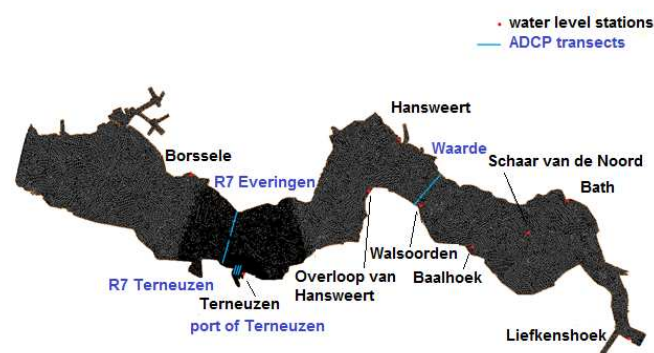 water level stations
ADCP transects
Hansweert
Waarde
Borssele
Schaar van de Noord
R7 Everingen
Bath
Walsoorden
Baalhoek
Overloop van
Hansweert
R7 Terneuzen
Terneuzen
port of Terneuzen
Liefkenshoek